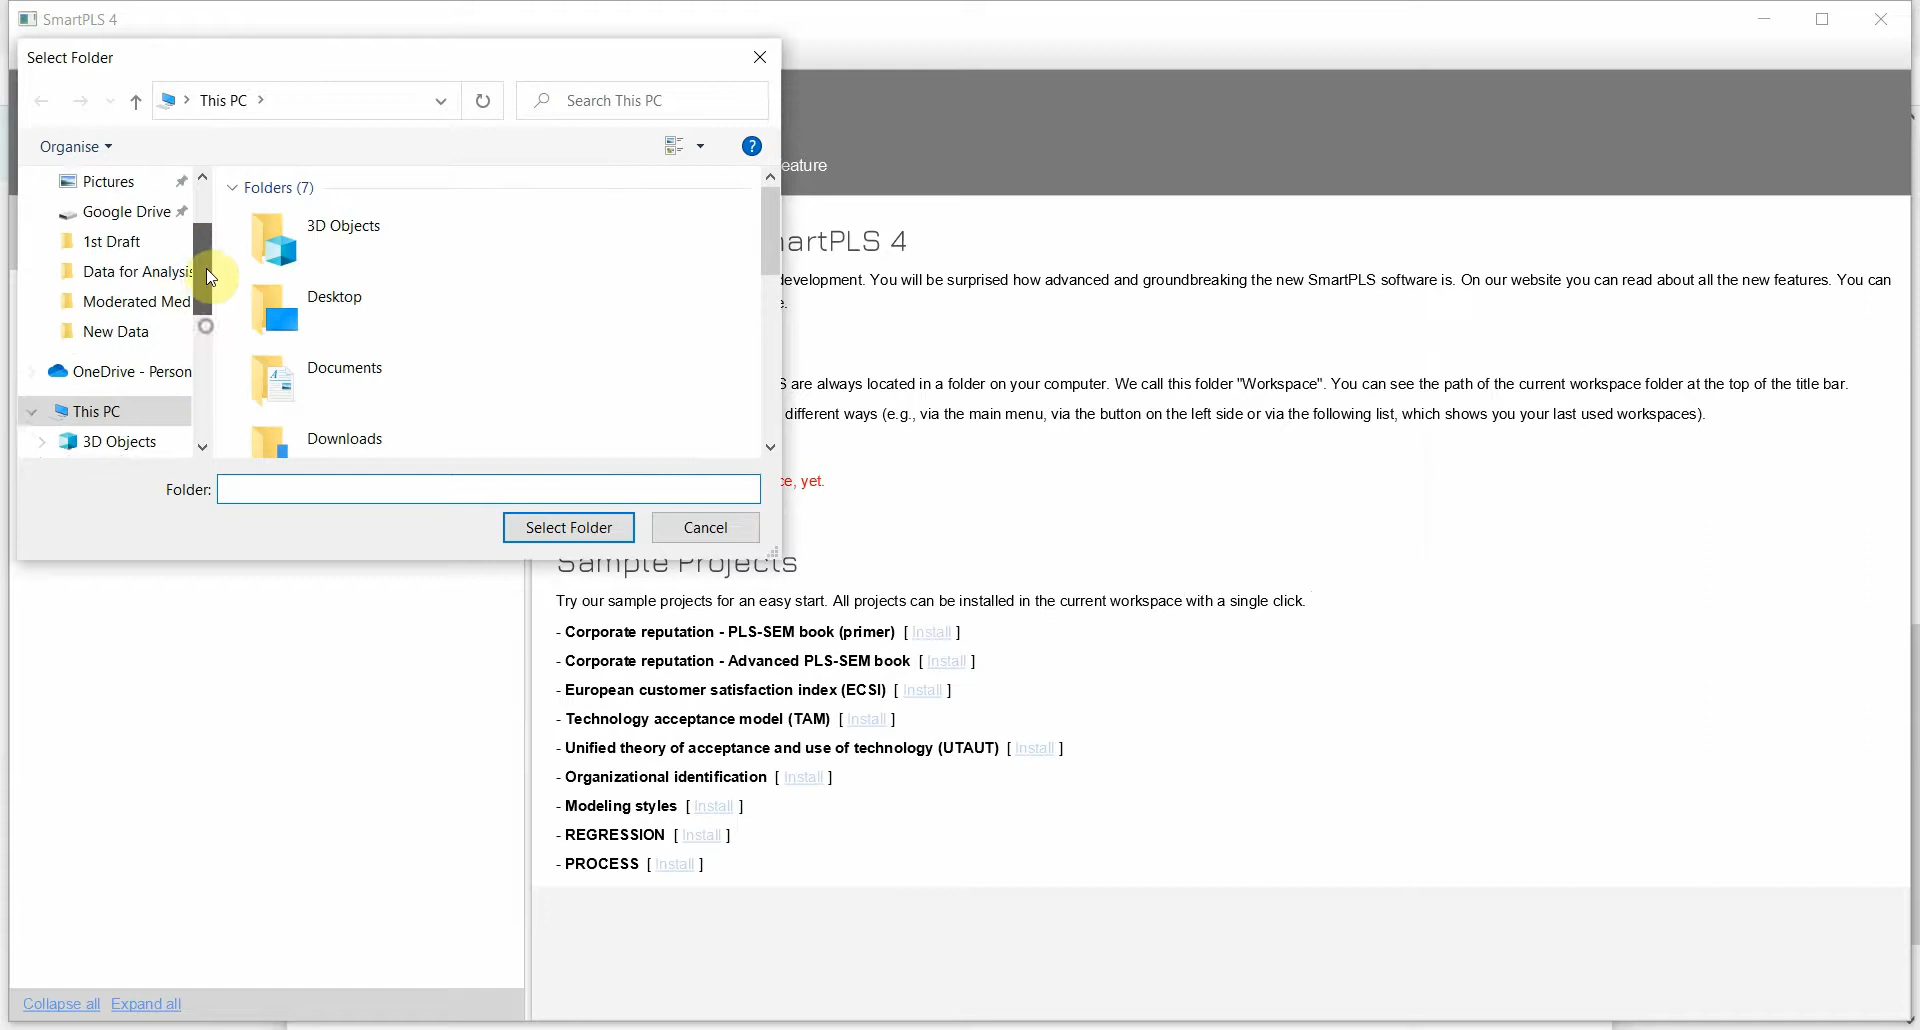 SmartPLS 4
Select Folder
This PC
Search This PC
Organise
Pictures
Google Drive
1st Draft
Data for Analysis
Moderated Med
New Data
OneDrive - Person
This PC
3D Objects
Folders (7)
3D Objects
Desktop
Documents
Downloads
Folder:
Select Folder
Cancel
eature
artPLS 4
evelopment. You will be surprised how advanced and groundbreaking the new SmartPLS software is. On our website you can read about all the new features. You can
e.
S are always located in a folder on your computer. We call this folder "Workspace". You can see the path of the current workspace folder at the top of the title bar.
different ways (e.g., via the main menu, via the button on the left side or via the following list, which shows you your last used workspaces).
ce, yet.
Sample Projects
Try our sample projects for an easy start. All projects can be installed in the current workspace with a single click.
- Corporate reputation - PLS-SEM book (primer) [ Install ]
- Corporate reputation - Advanced PLS-SEM book [ Install ]
- European customer satisfaction index (ECSI) [ Install ]
- Technology acceptance model (TAM) [ Install ]
- Unified theory of acceptance and use of technology (UTAUT) [ Install ]
- Organizational identification [ Install ]
- Modeling styles [ Install ]
- REGRESSION [ Install ]
- PROCESS [ Install ]
Collapse all Expand all